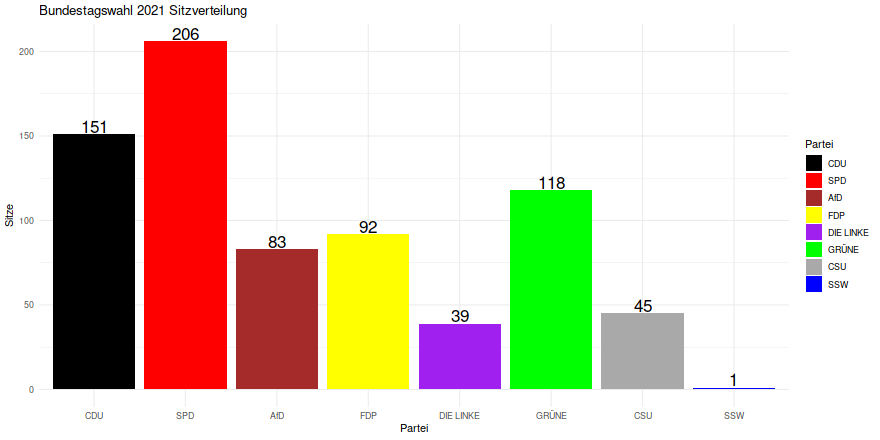 Bundestagswahl 2021 Sitzverteilung
206
151
83
92
39
118
45
1
200
150
100
50
0
Sitze
CDU
SPD
AfD
FDP
DIE LINKE
GRÜNE
CSU
SSW
Partei
Partei
CDU
SPD
AfD
FDP
DIE LINKE
GRÜNE
CSU
SSW